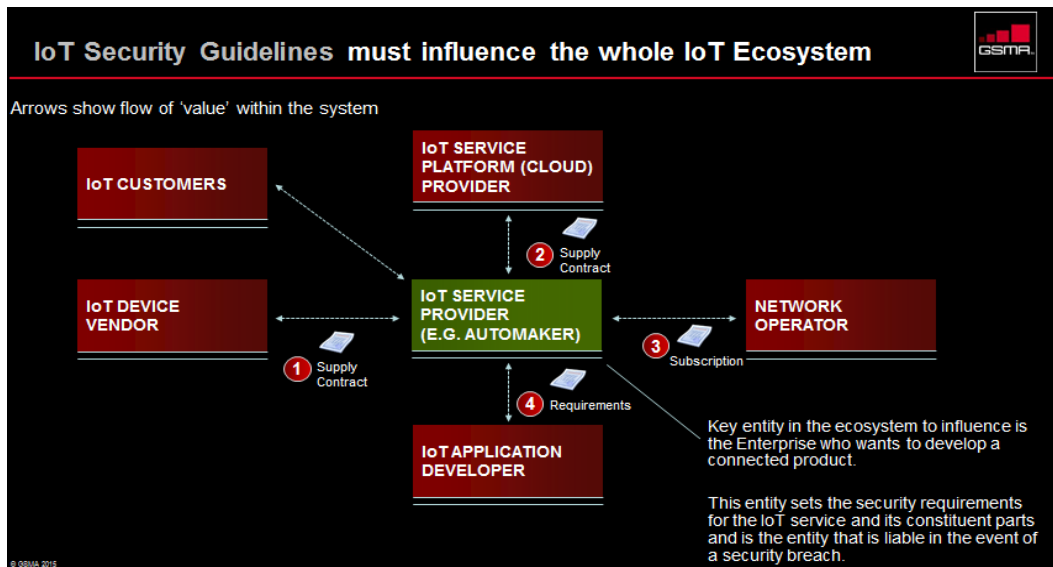 IoT Security Guidelines must influence the whole IoT Ecosystem
GSMA
Arrows show flow of 'value' within the system
IoT CUSTOMERS
IoT SERVICE
PLATFORM (CLOUD)
PROVIDER
2
Supply
Contract
IoT DEVICE
VENDOR
IoT SERVICE
PROVIDER
(E.G. AUTOMAKER)
NETWORK
OPERATOR
1
Supply
Contract
3
Subscription
4
Requirements
IoT APPLICATION
DEVELOPER
Key entity in the ecosystem to influence is
the Enterprise who wants to develop a
connected product.
This entity sets the security requirements
for the IoT service and its constituent parts
and is the entity that is liable in the event of
a security breach.
© GSMA 2015